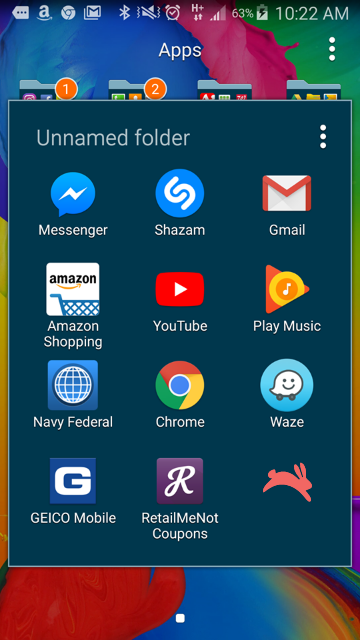 63% 10:22 AM
Apps
1 2
Unnamed folder
Messenger Shazam Gmail
amazon
Amazon
Shopping
YouTube Play Music
Navy Federal Chrome Waze
G R
GEICO Mobile
RetailMeNot
Coupons